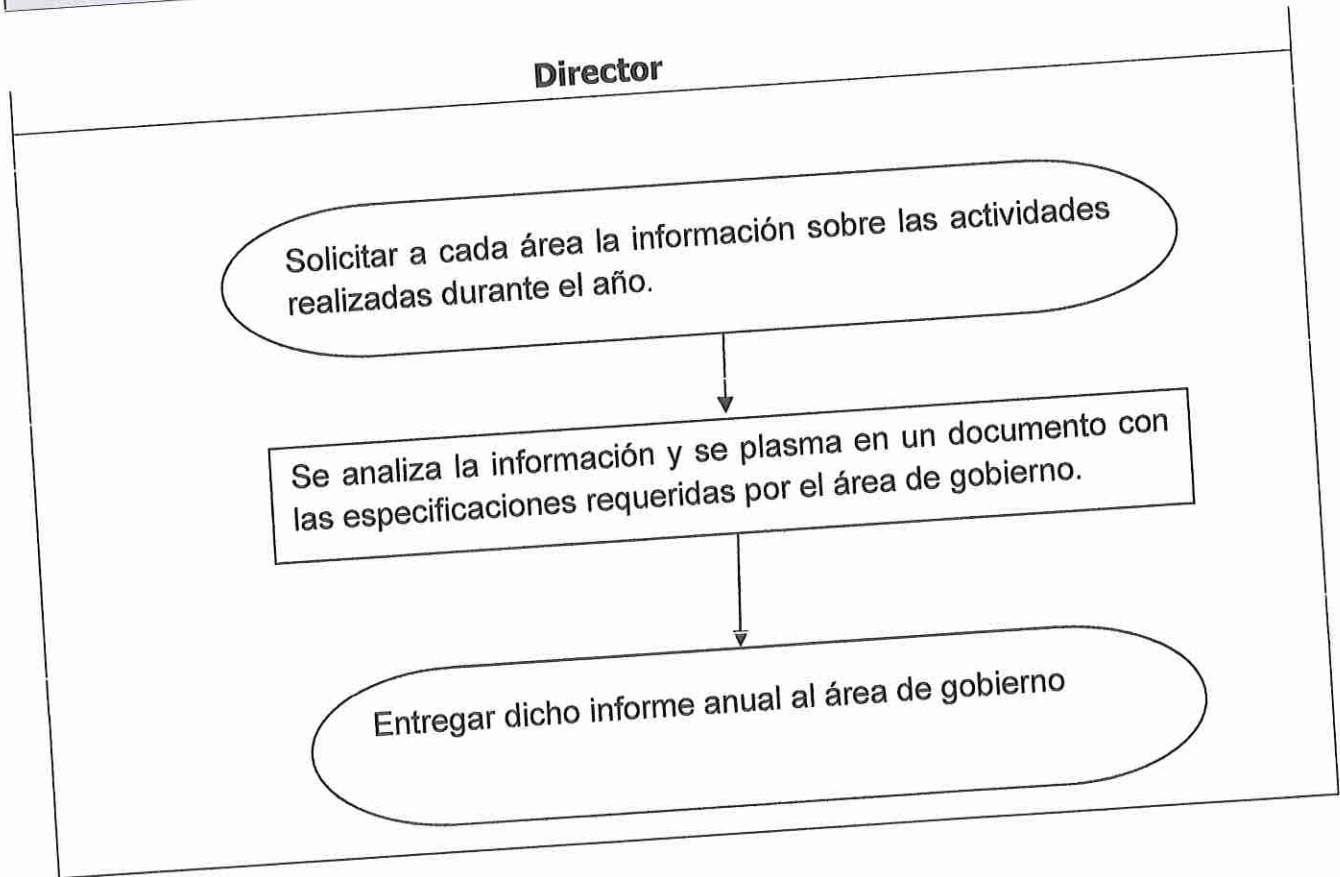 Director
Solicitar a cada área la información sobre las actividades
realizadas durante el año.
Se analiza la información y se plasma en un documento con
las especificaciones requeridas por el área de gobierno.
Entregar dicho informe anual al área de gobierno